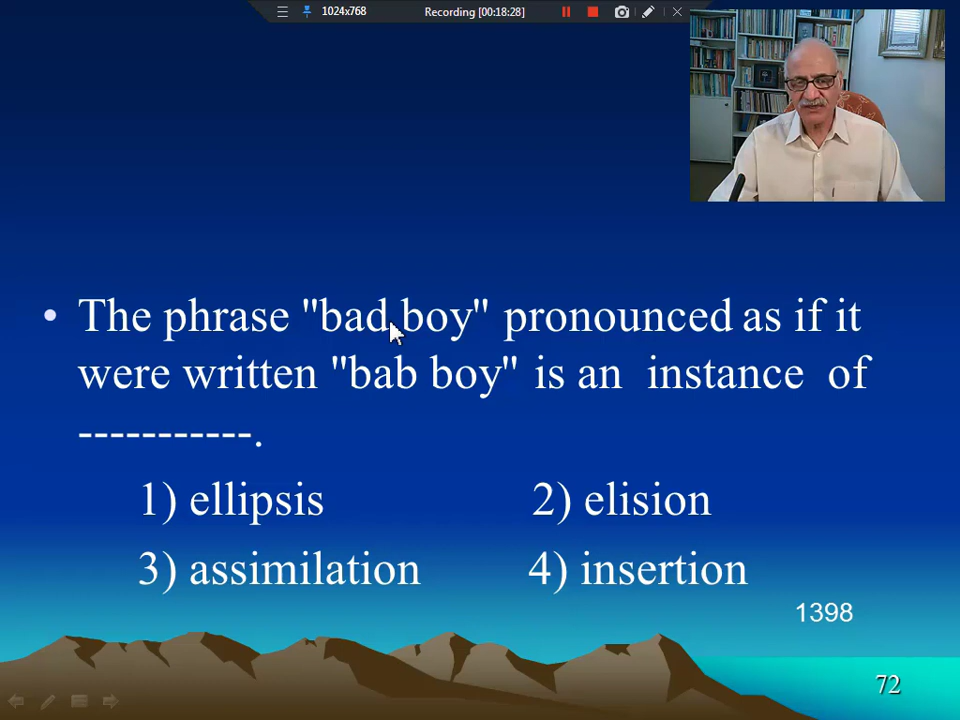 1024x768 Recording [00:18:28]
• The phrase "bad boy" pronounced as if it
were written "bab boy" is an instance of
-----------.
1) ellipsis 2) elision
3) assimilation 4) insertion
1398
72